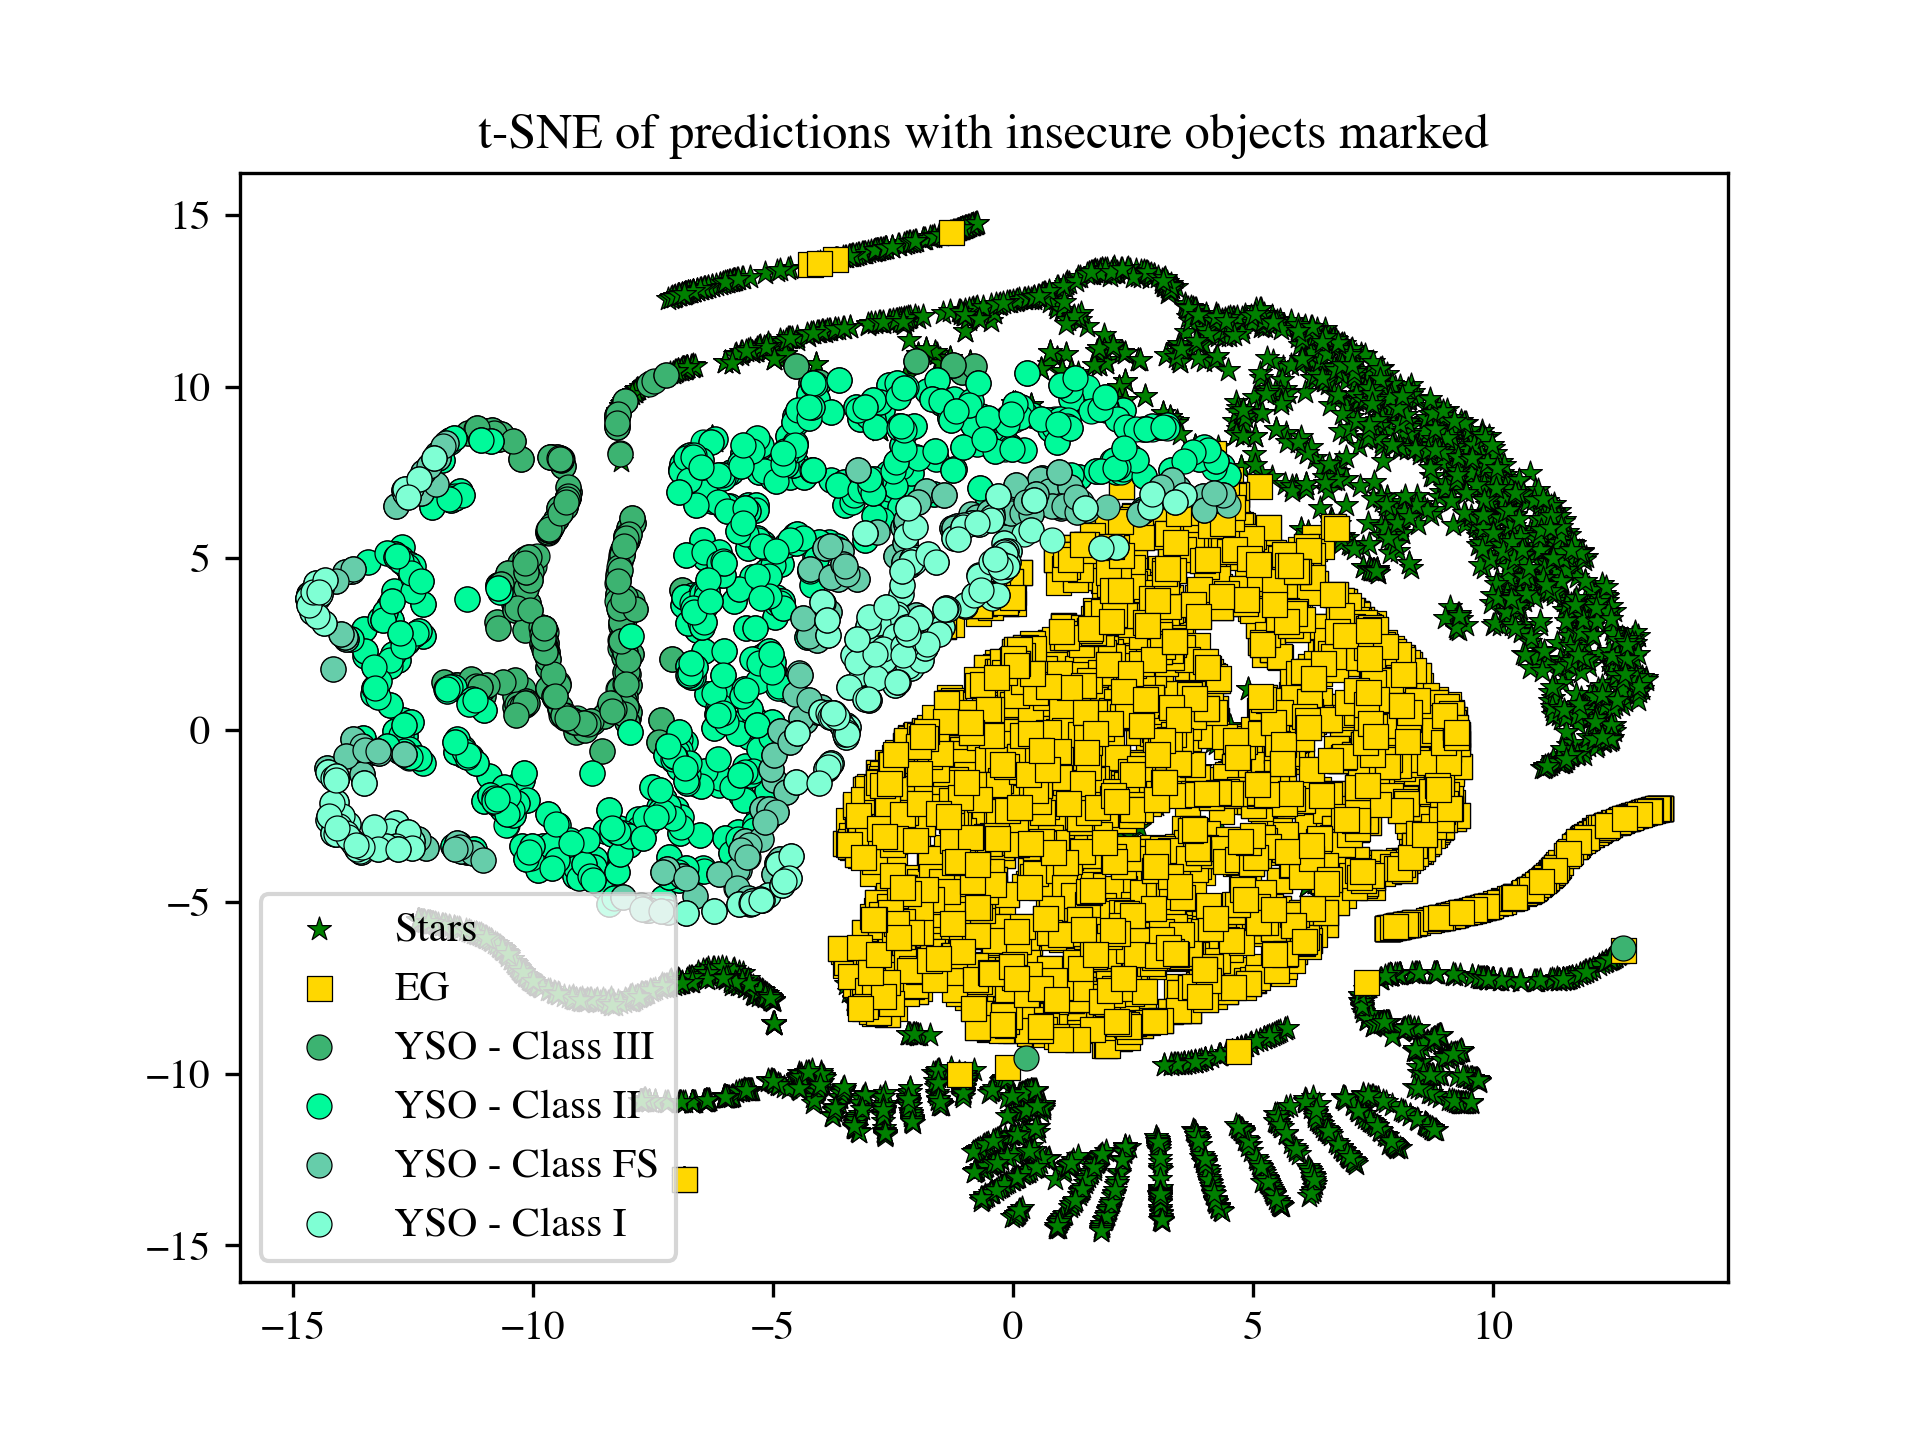 t-SNE of predictions with insecure objects marked
15
10
5
0
−5
−10
−15
Stars
EG
YSO - Class III
YSO - Class II
YSO - Class FS
YSO - Class I
−15 −10 −5 0 5 10